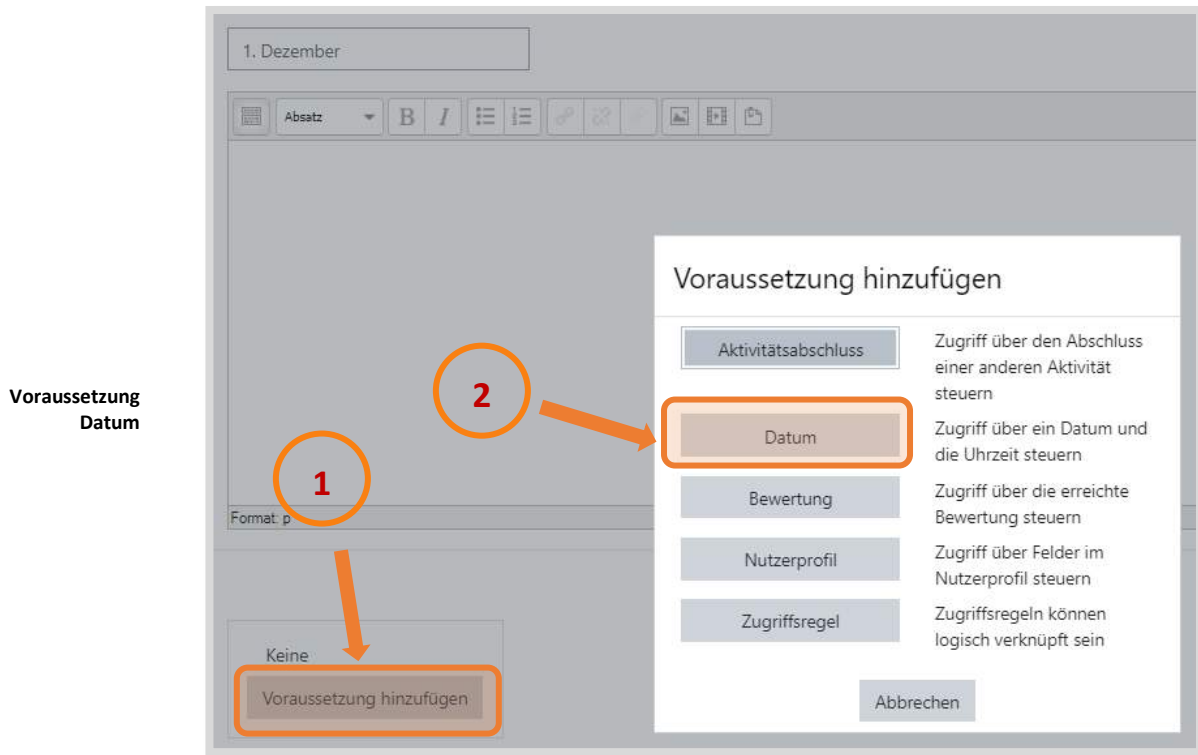 1. Dezember
Absatz
B I
Voraussetzung
Datum
Format: p
1
2
Keine
Voraussetzung hinzufügen
Voraussetzung hinzufügen
Aktivitätsabschluss
Zugriff über den Abschluss
einer anderen Aktivität
steuern
Datum
Zugriff über ein Datum und
die Uhrzeit steuern
Bewertung
Zugriff über die erreichte
Bewertung steuern
Nutzerprofil
Zugriff über Felder im
Nutzerprofil steuern
Zugriffsregel
Zugriffsregeln können
logisch verknüpft sein
Abbrechen